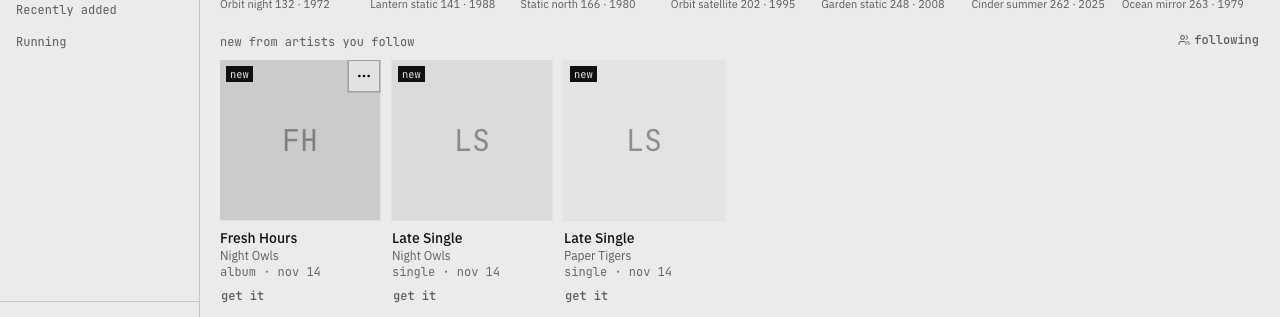 Recently added
Running
Orbit night 132 · 1972
Lantern static 141 · 1988
Static north 166 · 1980
Orbit satellite 202 · 1995
Garden static 248 · 2008
Cinder summer 262 · 2025
Ocean mirror 263 · 1979
new from artists you follow
following
new
FH
new
LS
new
LS
Fresh Hours
Night Owls
album · nov 14
get it
Late Single
Night Owls
single · nov 14
get it
Late Single
Paper Tigers
single · nov 14
get it